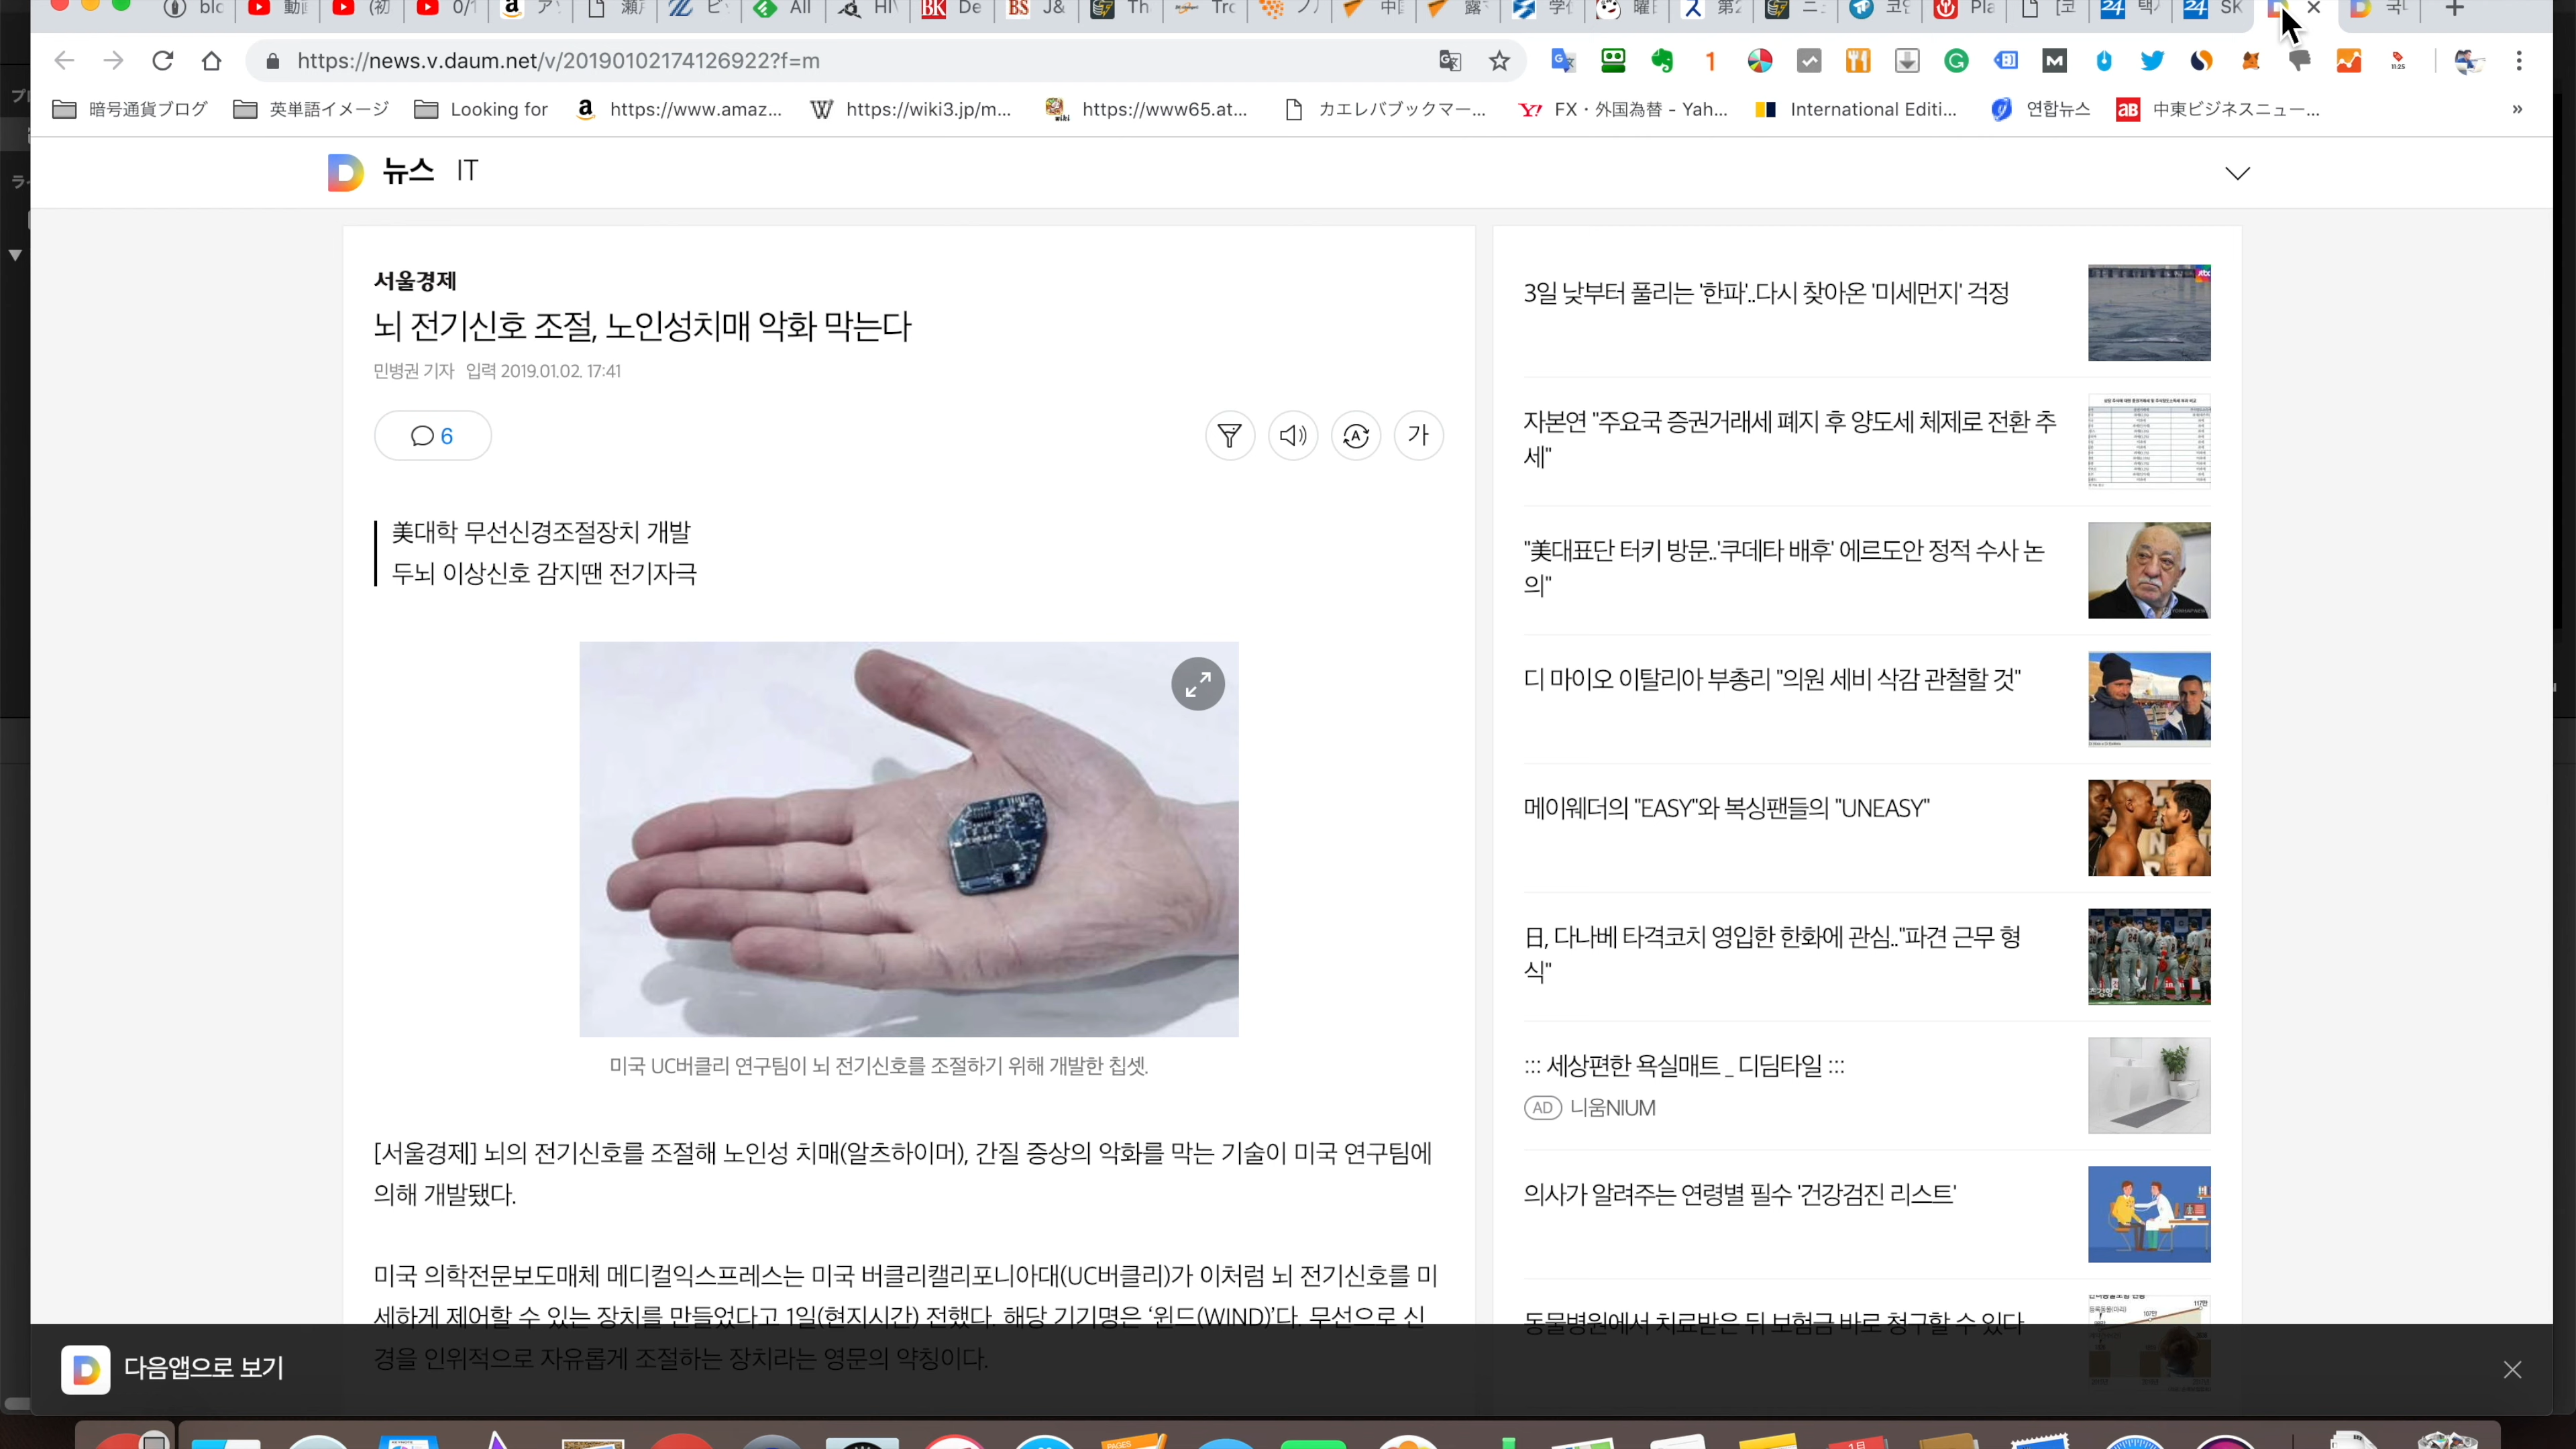 https://news.v.daum.net/v/20190102174126922?f=m
暗号通貨ブログ
英単語イメージ
Looking for
https://www.amaz...
https://wiki3.jp/m...
https://www65.at...
カエレバブックマー...
FX・外国為替 - Yah...
International Editi...
연합뉴스
中東ビジネスニュー...
뉴스 IT
서울경제
뇌 전기신호 조절, 노인성치매 악화 막는다
민병권 기자 입력 2019.01.02. 17:41
6
가
美대학 무선신경조절장치 개발
두뇌 이상신호 감지땐 전기자극
미국 UC버클리 연구팀이 뇌 전기신호를 조절하기 위해 개발한 칩셋.
[서울경제] 뇌의 전기신호를 조절해 노인성 치매(알츠하이머), 간질 증상의 악화를 막는 기술이 미국 연구팀에
의해 개발됐다.
미국 의학전문보도매체 메디컬익스프레스는 미국 버클리캘리포니아대(UC버클리)가 이처럼 뇌 전기신호를 미
세하게 제어할 수 있는 장치를 만들었다고 1일(현지시간) 전했다. 해당 기기명은 ‘윈드(WIND)’다. 무선으로 신
경을 인위적으로 자유롭게 조절하는 장치라는 영문의 약칭이다.
3일 낮부터 풀리는 '한파'..다시 찾아온 '미세먼지' 걱정
자본연 "주요국 증권거래세 폐지 후 양도세 체제로 전환 추
세"
"美대표단 터키 방문..'쿠데타 배후' 에르도안 정적 수사 논
의"
디 마이오 이탈리아 부총리 "의원 세비 삭감 관철할 것"
메이웨더의 "EASY"와 복싱팬들의 "UNEASY"
日, 다나베 타격코치 영입한 한화에 관심.."파견 근무 형
식"
::: 세상편한 욕실매트 _ 디딤타일 :::
AD 니움NIUM
의사가 알려주는 연령별 필수 '건강검진 리스트'
동물병원에서 치료받은 뒤 보험금 바로 청구할 수 있다
다음앱으로 보기